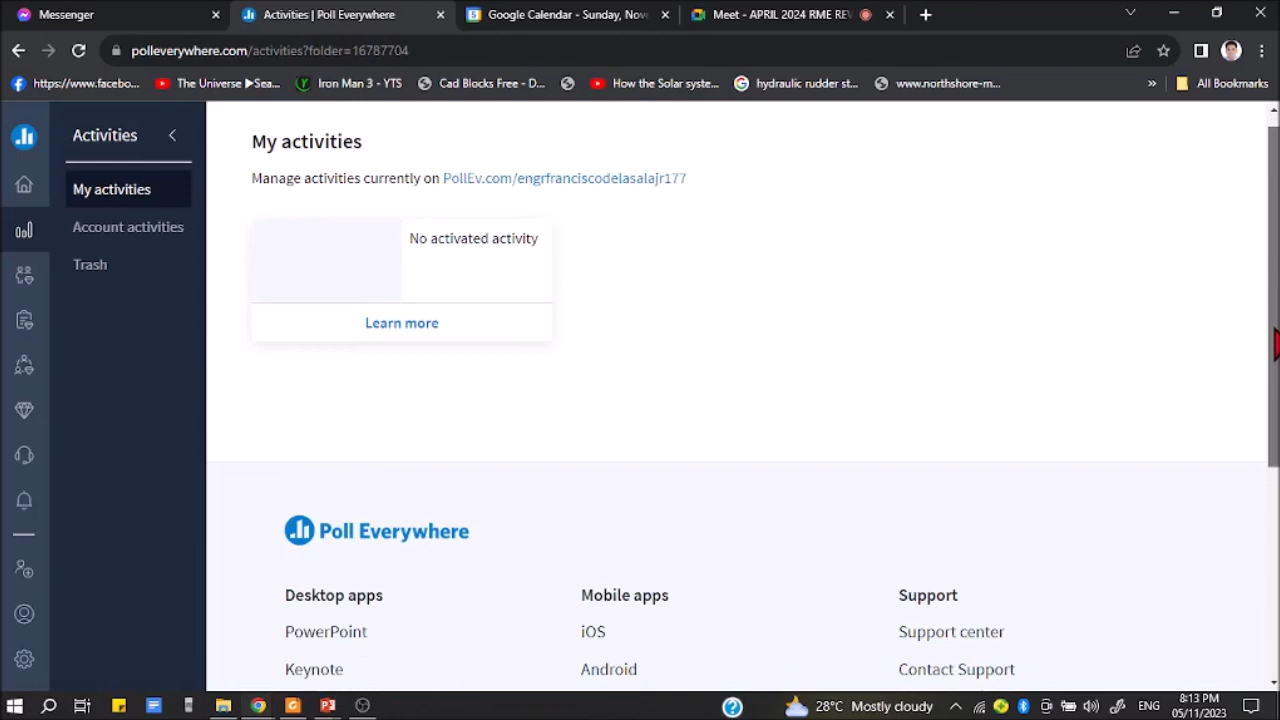 Messenger
Activities | Poll Everywhere
Google Calendar - Sunday, Nov
Meet - APRIL 2024 RME REV
polleverywhere.com/activities?folder=16787704
https://www.facebo...
The Universe ▶Sea...
Iron Man 3 - YTS
Cad Blocks Free - D...
How the Solar syste...
hydraulic rudder st...
www.northshore-m...
»
All Bookmarks
Activities
My activities
Account activities
Trash
My activities
Manage activities currently on PollEv.com/engrfranciscodelasalajr177
No activated activity
Learn more
Poll Everywhere
Desktop apps
PowerPoint
Keynote
Mobile apps
iOS
Android
Support
Support center
Contact Support
28°C Mostly cloudy
ENG
8:13 PM
05/11/2023